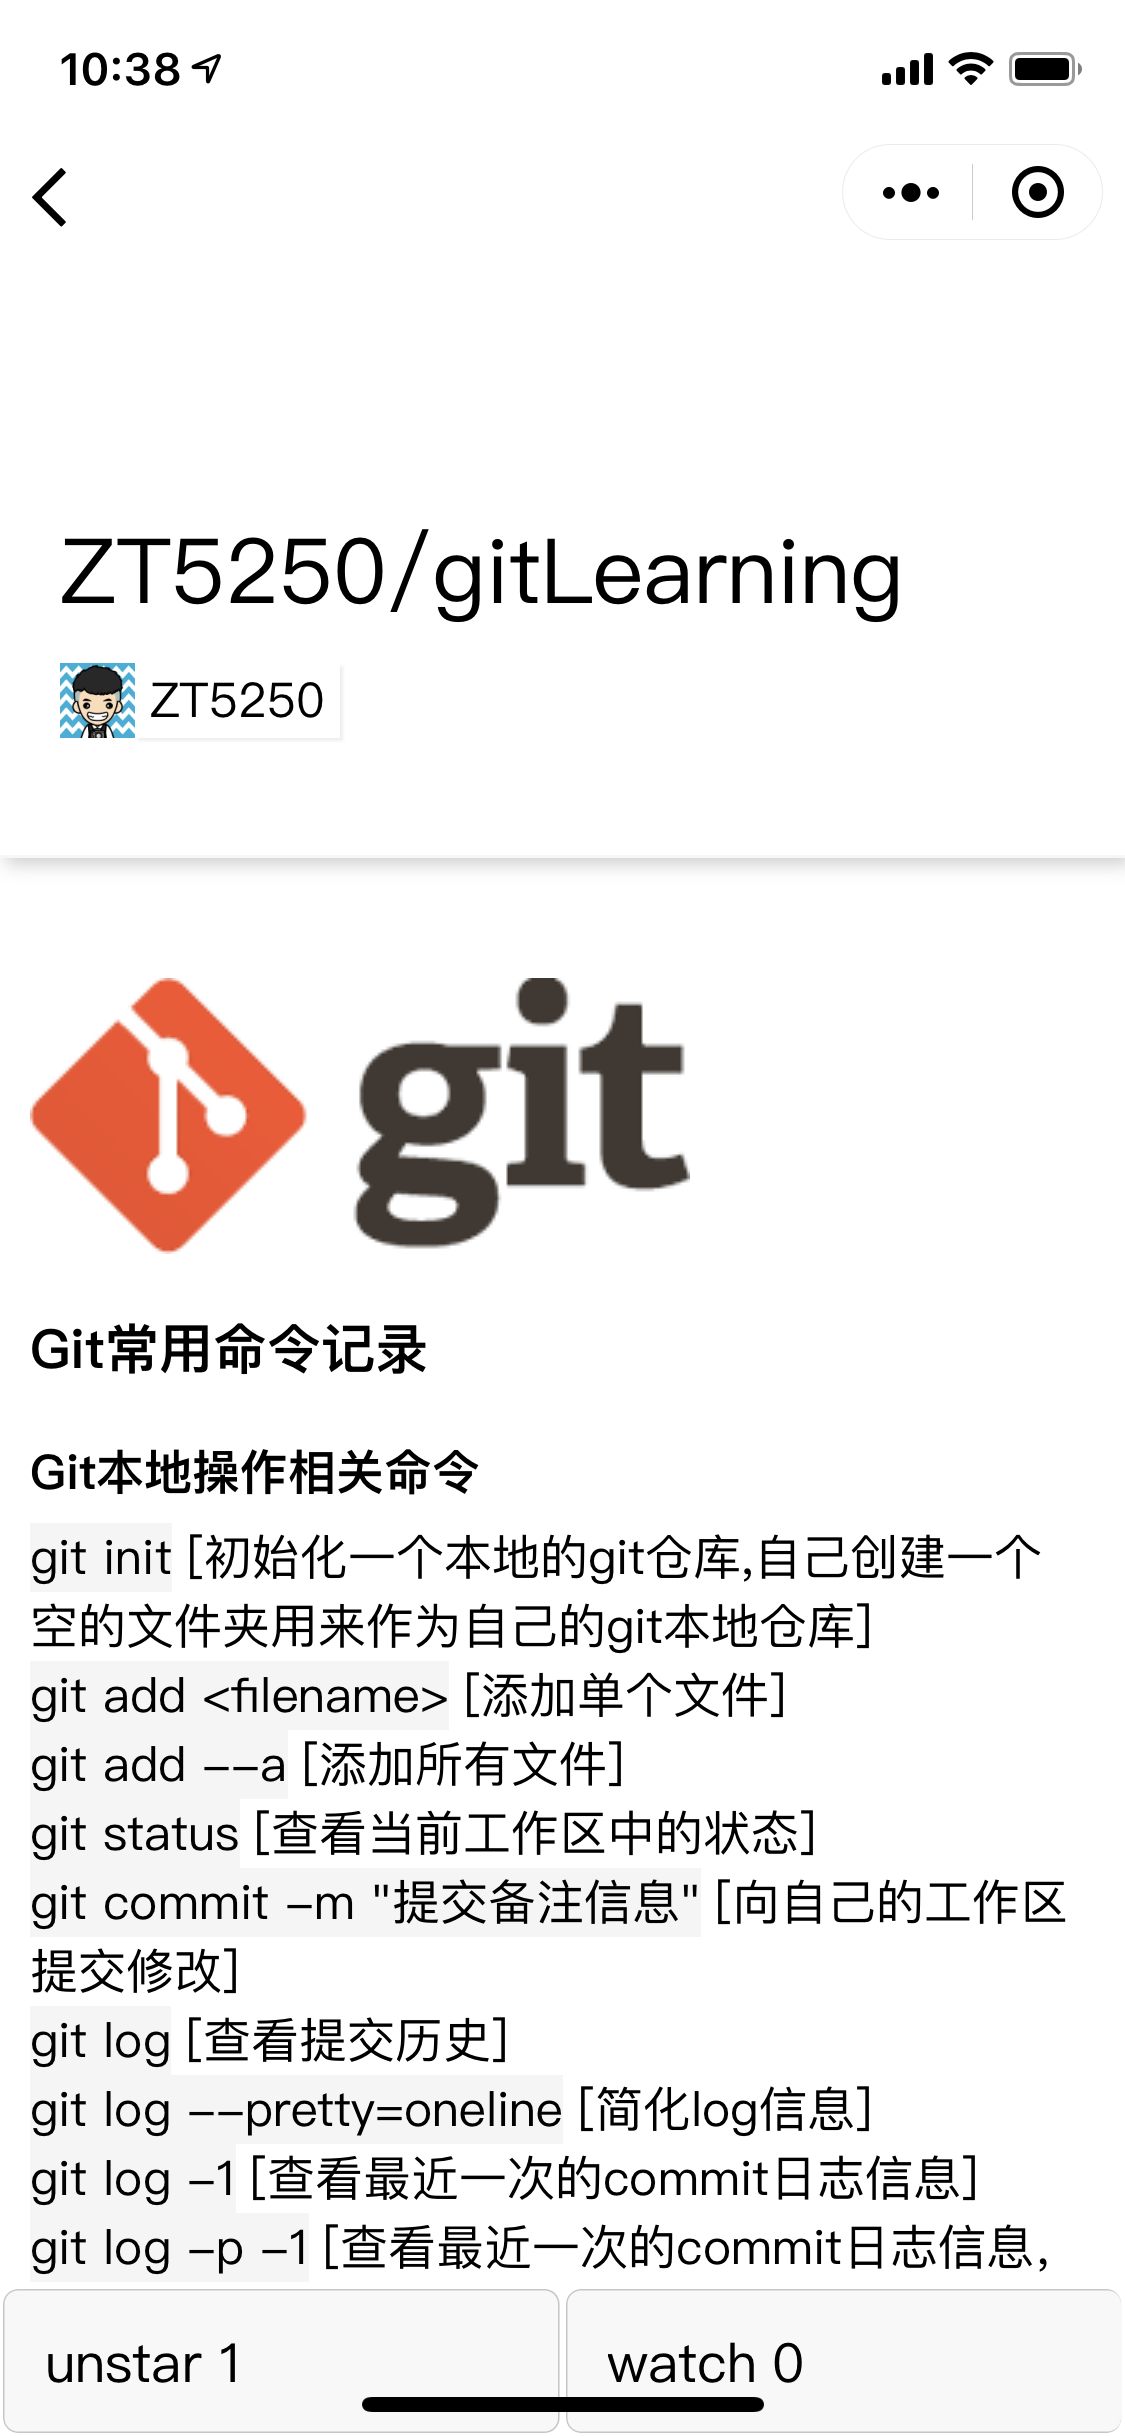 10:38
ZT5250/gitLearning
ZT5250
git
Git常用命令记录
Git本地操作相关命令
git init [初始化一个本地的git仓库,自己创建一个
空的文件夹用来作为自己的git本地仓库]
git add <filename> [添加单个文件]
git add --a [添加所有文件]
git status [查看当前工作区中的状态]
git commit -m "提交备注信息" [向自己的工作区
提交修改]
git log [查看提交历史]
git log --pretty=oneline [简化log信息]
git log -1 [查看最近一次的commit日志信息]
git log -p -1 [查看最近一次的commit日志信息，
unstar 1
watch 0